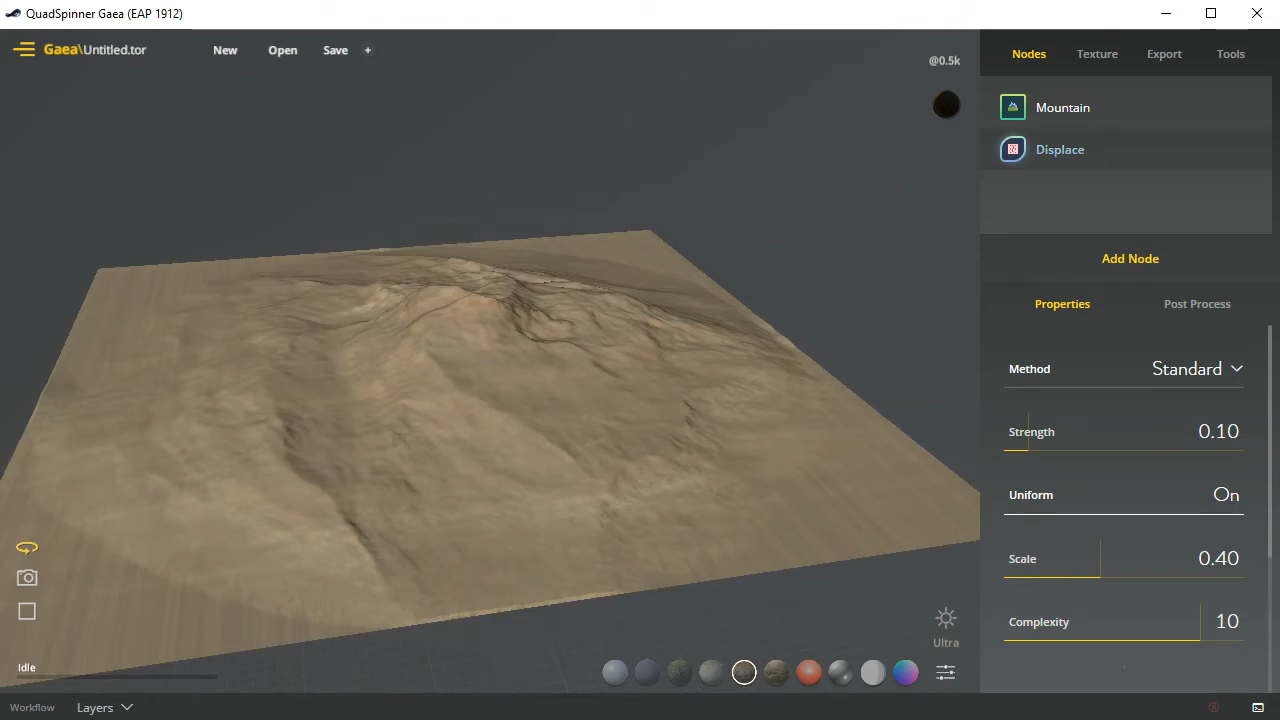 QuadSpinner Gaea (EAP 1912)
Gaea\Untitled.tor New Open Save +
@0.5k
Nodes Texture Export Tools
Mountain
Displace
Add Node
Properties Post Process
Method Standard
Strength 0.10
Uniform On
Scale 0.40
Complexity 10
Ultra
Idle
Workflow Layers